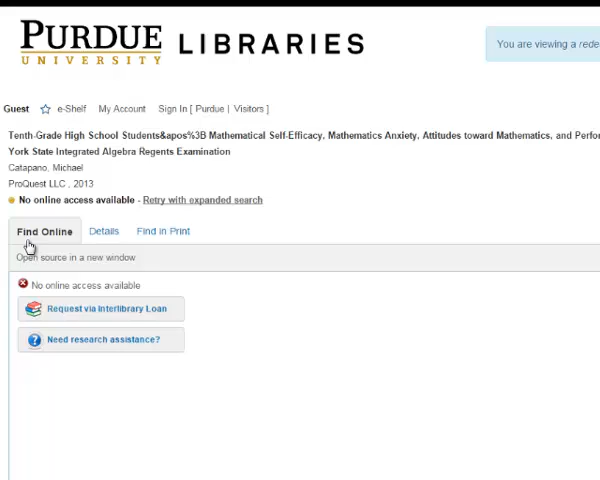 PURDUE LIBRARIES
UNIVERSITY
You are viewing a rede
Guest e-Shelf My Account Sign In [ Purdue | Visitors ]
Tenth-Grade High School Students&apos%3B Mathematical Self-Efficacy, Mathematics Anxiety, Attitudes toward Mathematics, and Perfor
York State Integrated Algebra Regents Examination
Catapano, Michael
ProQuest LLC , 2013
No online access available - Retry with expanded search
Find Online Details Find in Print
Open source in a new window
No online access available
Request via Interlibrary Loan
Need research assistance?